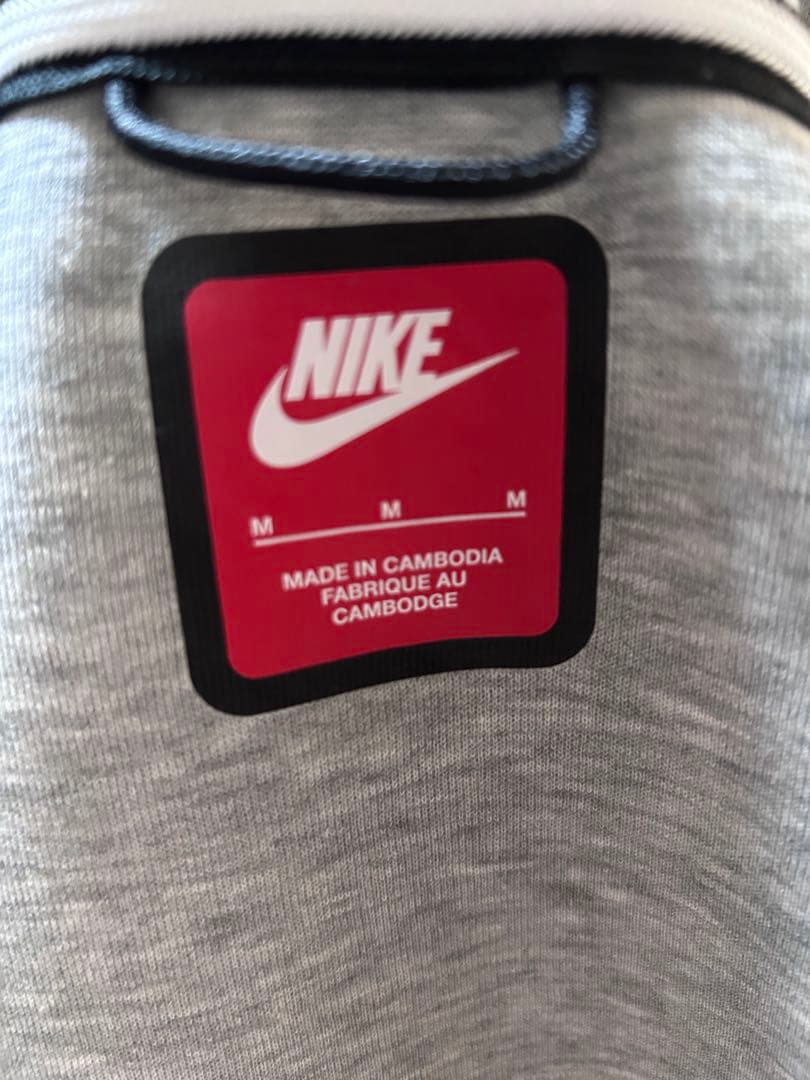 NIKE
M M M
MADE IN CAMBODIA
FABRIQUE AU
CAMBODGE